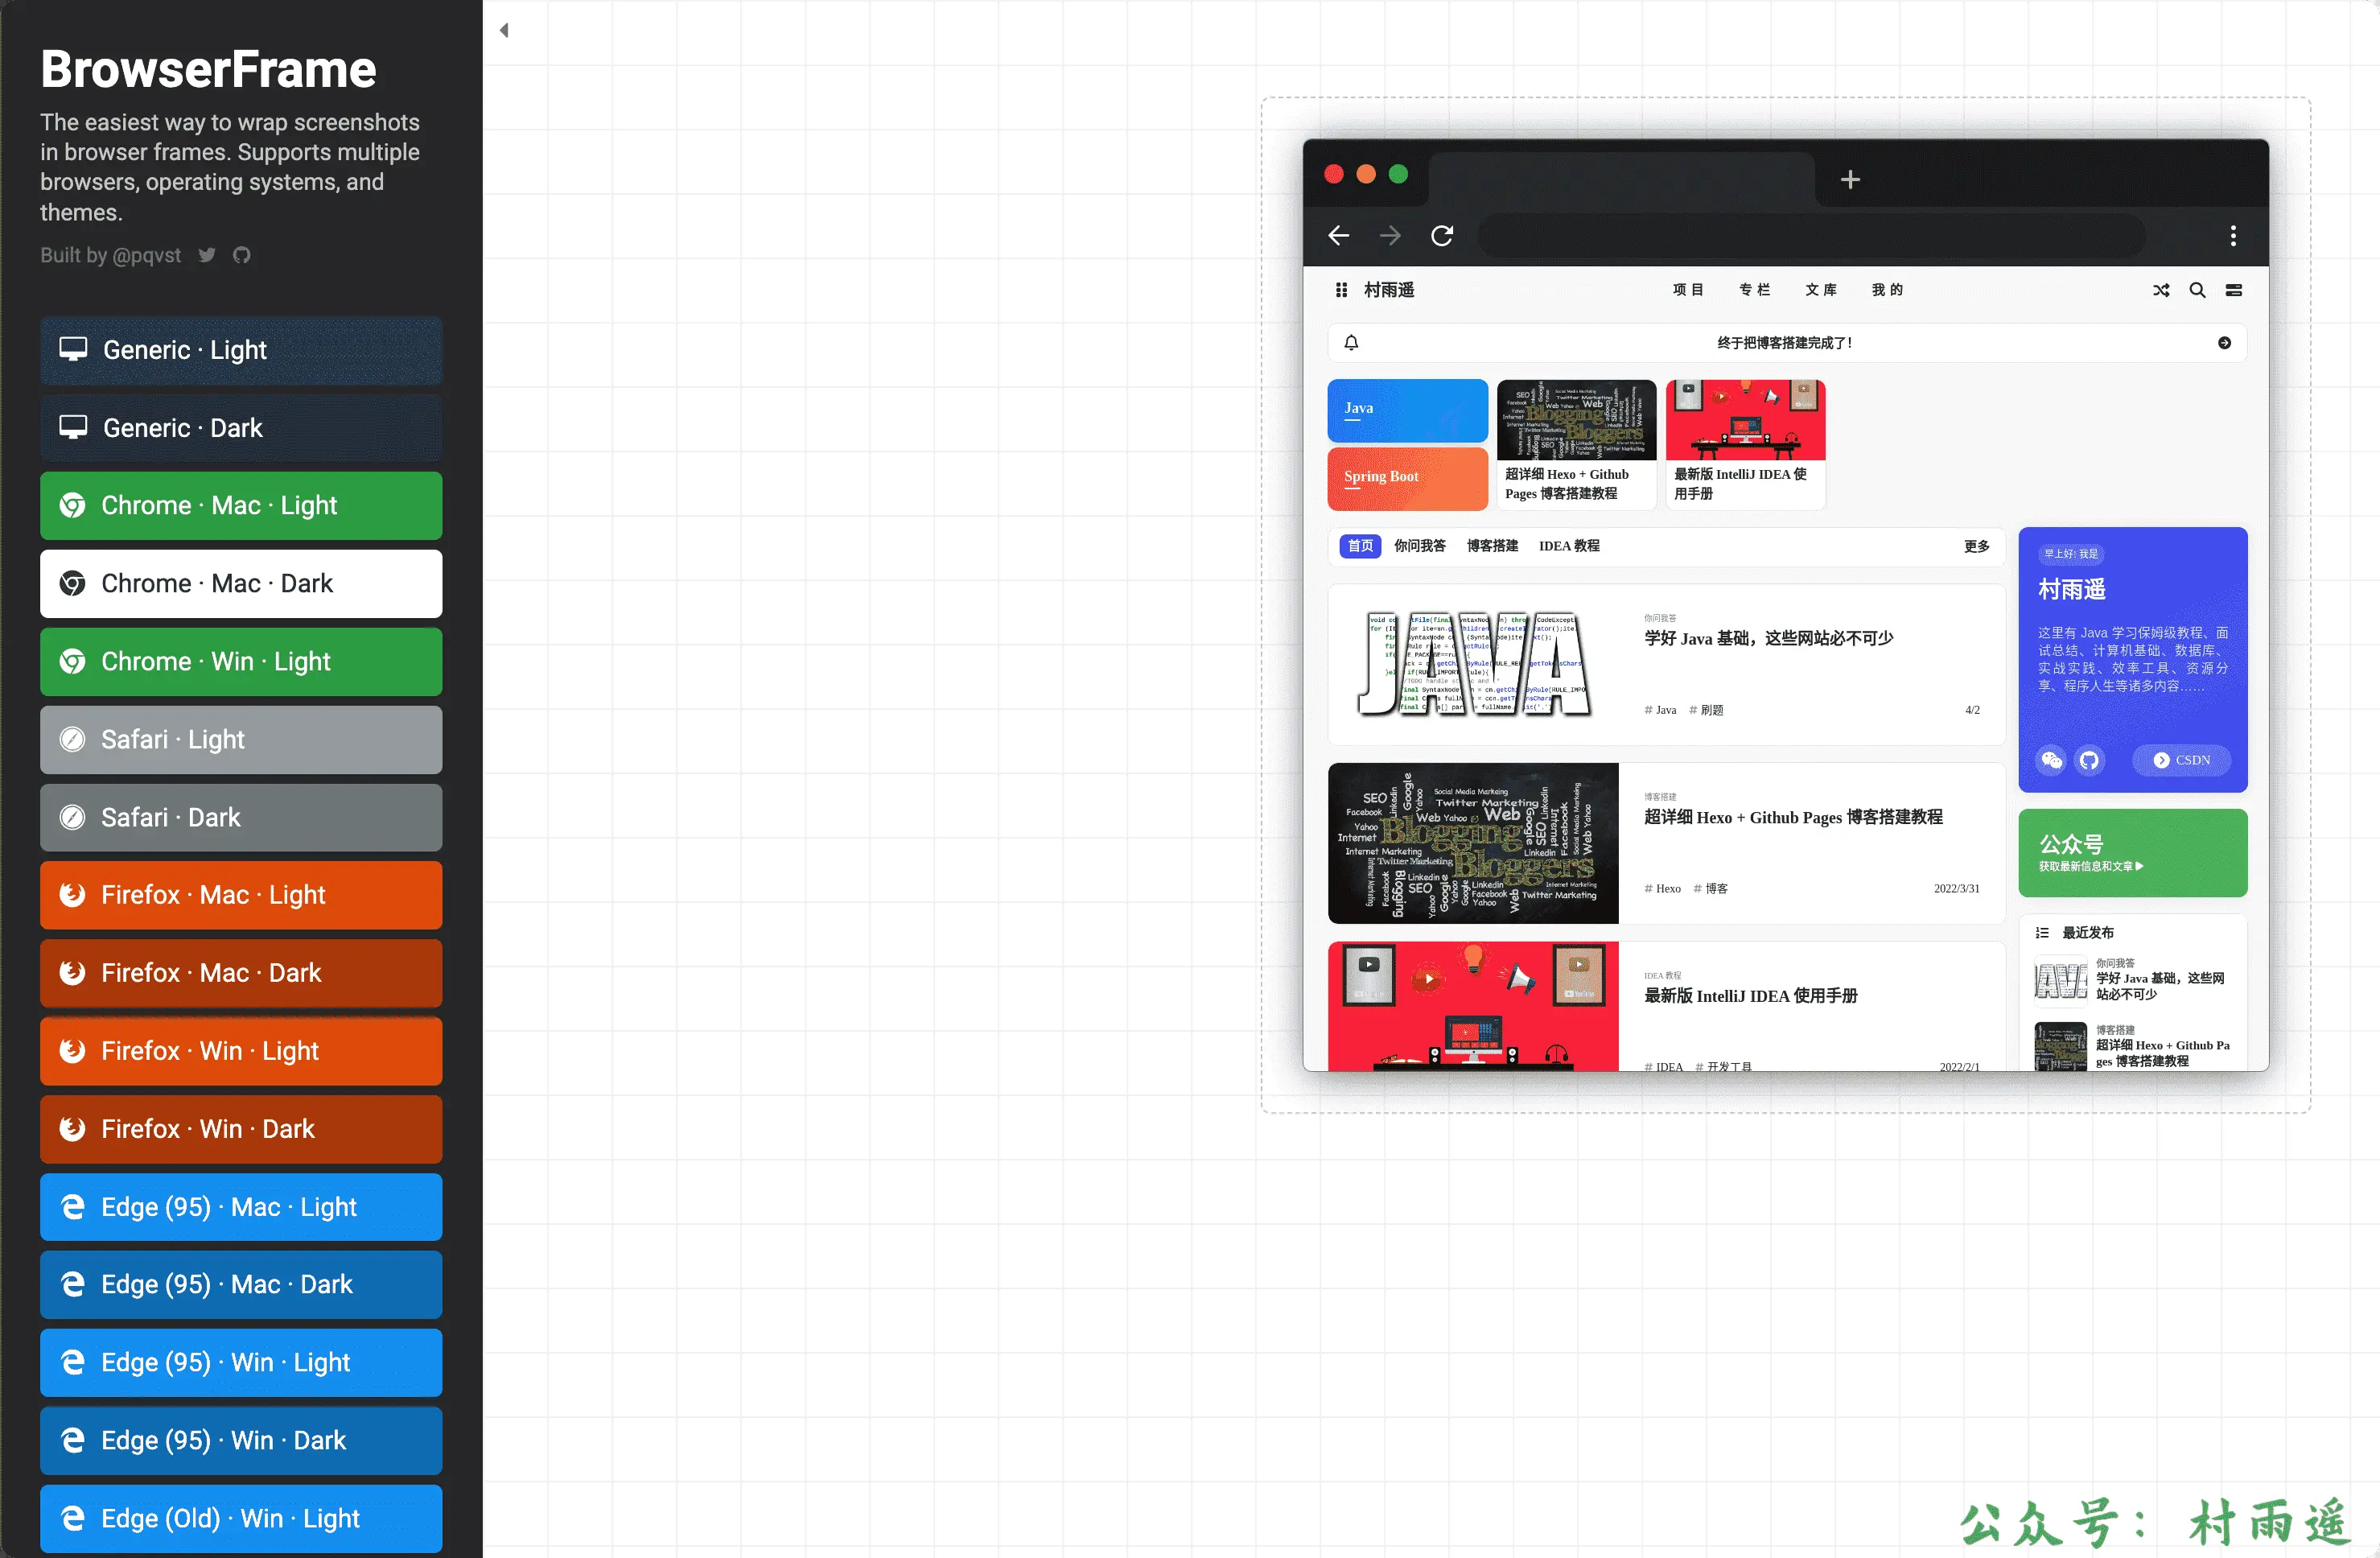 BrowserFrame
The easiest way to wrap screenshots
in browser frames. Supports multiple
browsers, operating systems, and
themes.
Built by @pqvst
Generic · Light
Generic · Dark
Chrome · Mac · Light
Chrome · Mac · Dark
Chrome · Win · Light
Safari · Light
Safari · Dark
Firefox · Mac · Light
Firefox · Mac · Dark
Firefox · Win · Light
Firefox · Win · Dark
Edge (95) · Mac · Light
Edge (95) · Mac · Dark
Edge (95) · Win · Light
Edge (95) · Win · Dark
Edge (Old) · Win · Light
村雨遥
项目 专栏 文库 我的
终于把博客搭建完成了!
Java
Spring Boot
超详细 Hexo + Github
Pages 博客搭建教程
最新版 IntelliJ IDEA 使
用手册
首页 你问我答 博客搭建 IDEA 教程 更多
你问我答
学好 Java 基础，这些网站必不可少
# Java # 刷题 4/2
JAVA
博客搭建
超详细 Hexo + Github Pages 博客搭建教程
# Hexo # 博客 2022/3/31
Blogging
Bloggers
IDEA 教程
最新版 IntelliJ IDEA 使用手册
# IDEA # 开发工具 2022/2/1
早上好! 我是
村雨遥
这里有 Java 学习保姆级教程、面
试总结、计算机基础、数据库、
实战实践、效率工具、资源分
享、程序人生等诸多内容……
CSDN
公众号
获取最新信息和文章
最近发布
你问我答
学好 Java 基础，这些网
站必不可少
博客搭建
超详细 Hexo + Github Pa
ges 博客搭建教程
公众号：村雨遥